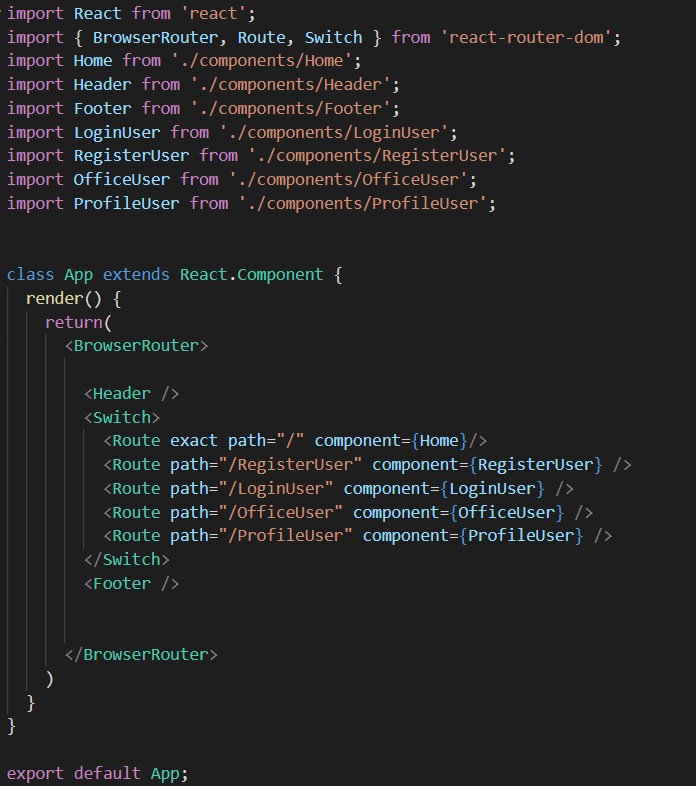 import React from 'react';
import { BrowserRouter, Route, Switch } from 'react-router-dom';
import Home from './components/Home';
import Header from './components/Header';
import Footer from './components/Footer';
import LoginUser from './components/LoginUser';
import RegisterUser from './components/RegisterUser';
import OfficeUser from './components/OfficeUser';
import ProfileUser from './components/ProfileUser';
class App extends React.Component {
render() {
return(
<BrowserRouter>
<Header />
<Switch>
<Route exact path="/" component={Home}/>
<Route path="/RegisterUser" component={RegisterUser} />
<Route path="/LoginUser" component={LoginUser} />
<Route path="/OfficeUser" component={OfficeUser} />
<Route path="/ProfileUser" component={ProfileUser} />
</Switch>
<Footer />
</BrowserRouter>
)
}
}
export default App;